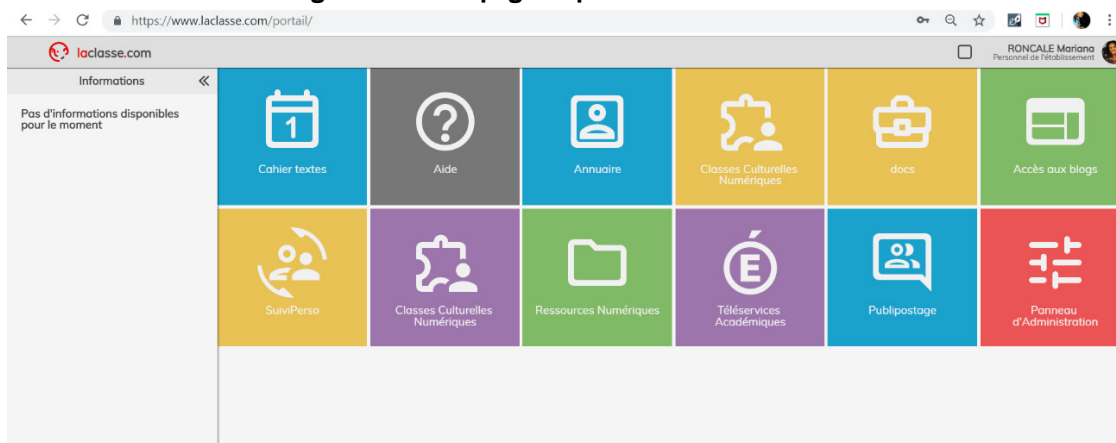 https://www.laclasse.com/portail/
laclasse.com
RONCALE Mariana
Personnel de l'établissement
Informations
Pas d'informations disponibles
pour le moment
1
Cahier textes
Aide
Annuaire
Classes Culturelles
Numériques
docs
Accès aux blogs
SuiviPerso
Classes Culturelles
Numériques
Ressources Numériques
É
Téléservices
Académiques
Publipostage
Panneau
d'Administration